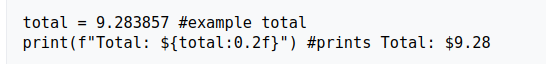 total = 9.283857 #example total
print(f"Total: ${total:0.2f}") #prints Total: $9.28